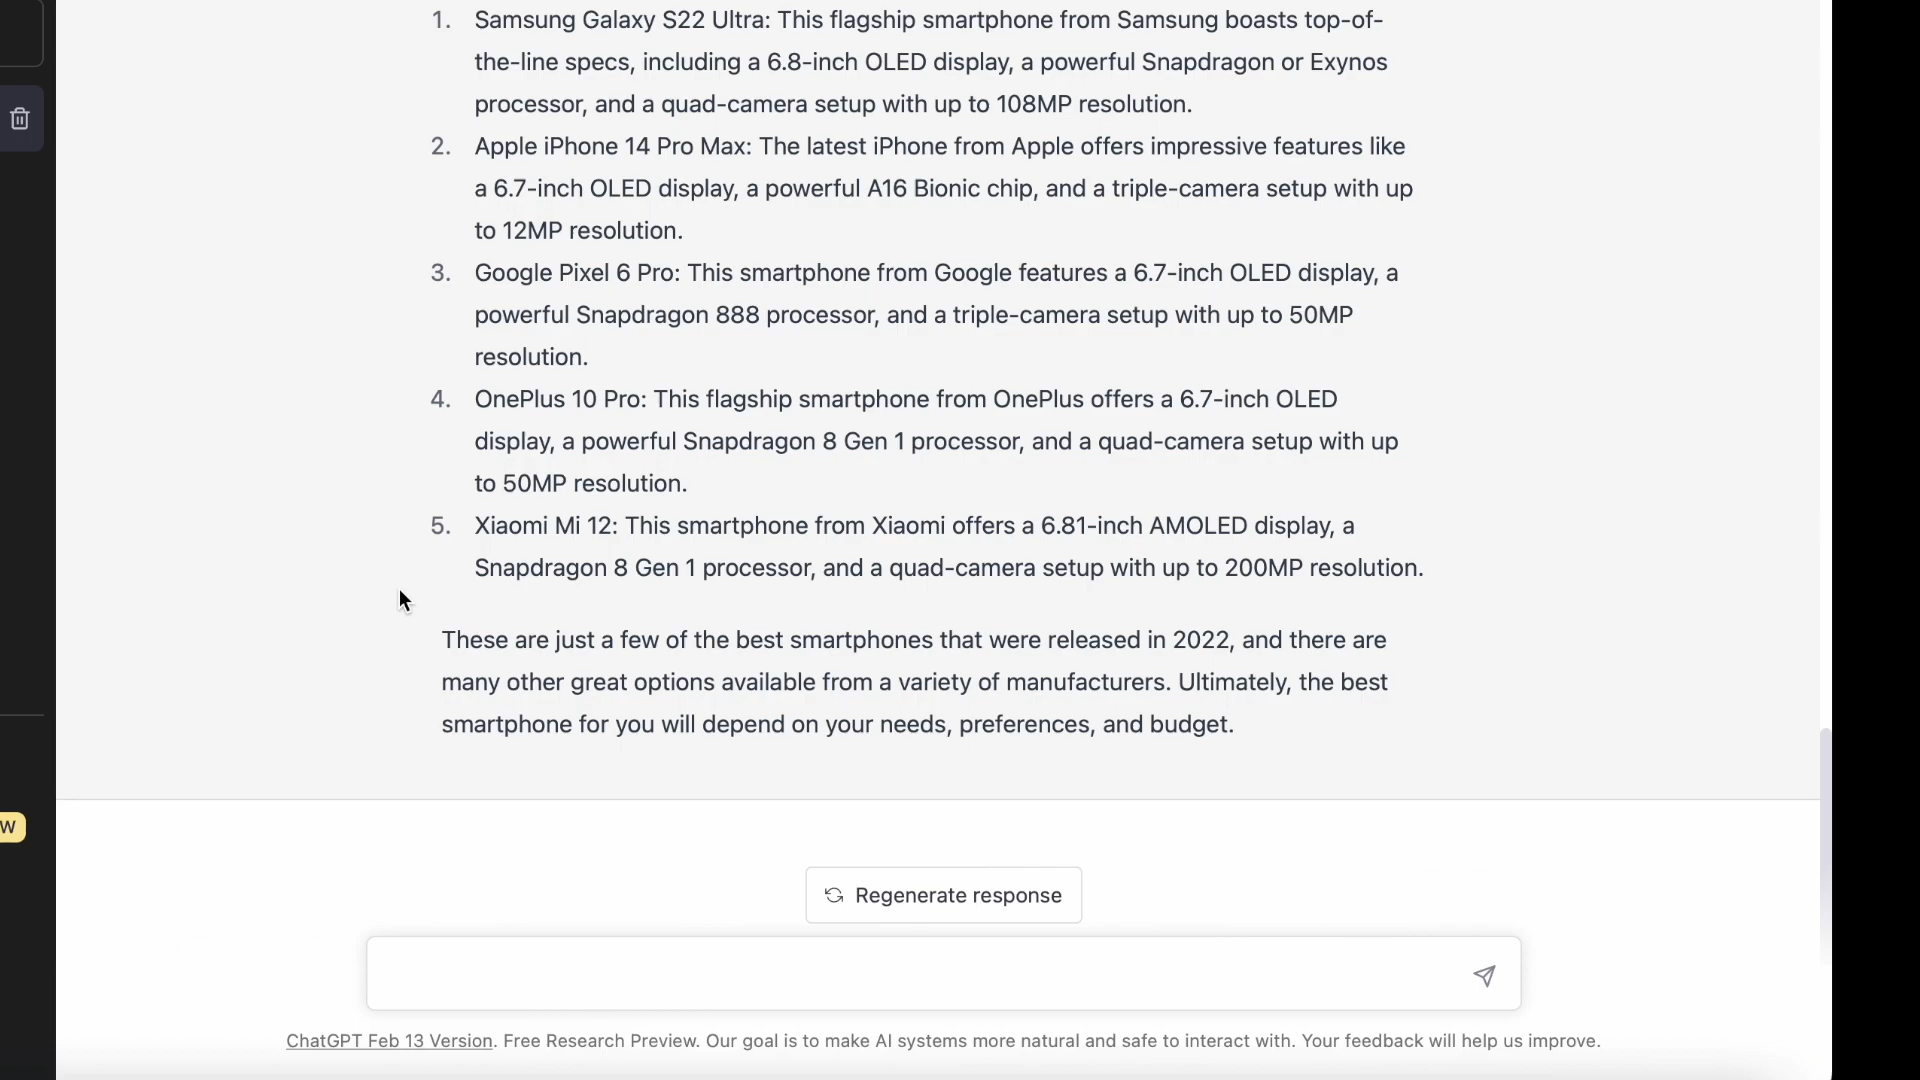 1. Samsung Galaxy S22 Ultra: This flagship smartphone from Samsung boasts top-of-
the-line specs, including a 6.8-inch OLED display, a powerful Snapdragon or Exynos
processor, and a quad-camera setup with up to 108MP resolution.
2. Apple iPhone 14 Pro Max: The latest iPhone from Apple offers impressive features like
a 6.7-inch OLED display, a powerful A16 Bionic chip, and a triple-camera setup with up
to 12MP resolution.
3. Google Pixel 6 Pro: This smartphone from Google features a 6.7-inch OLED display, a
powerful Snapdragon 888 processor, and a triple-camera setup with up to 50MP
resolution.
4. OnePlus 10 Pro: This flagship smartphone from OnePlus offers a 6.7-inch OLED
display, a powerful Snapdragon 8 Gen 1 processor, and a quad-camera setup with up
to 50MP resolution.
5. Xiaomi Mi 12: This smartphone from Xiaomi offers a 6.81-inch AMOLED display, a
Snapdragon 8 Gen 1 processor, and a quad-camera setup with up to 200MP resolution.
These are just a few of the best smartphones that were released in 2022, and there are
many other great options available from a variety of manufacturers. Ultimately, the best
smartphone for you will depend on your needs, preferences, and budget.
W
Regenerate response
ChatGPT Feb 13 Version. Free Research Preview. Our goal is to make AI systems more natural and safe to interact with. Your feedback will help us improve.